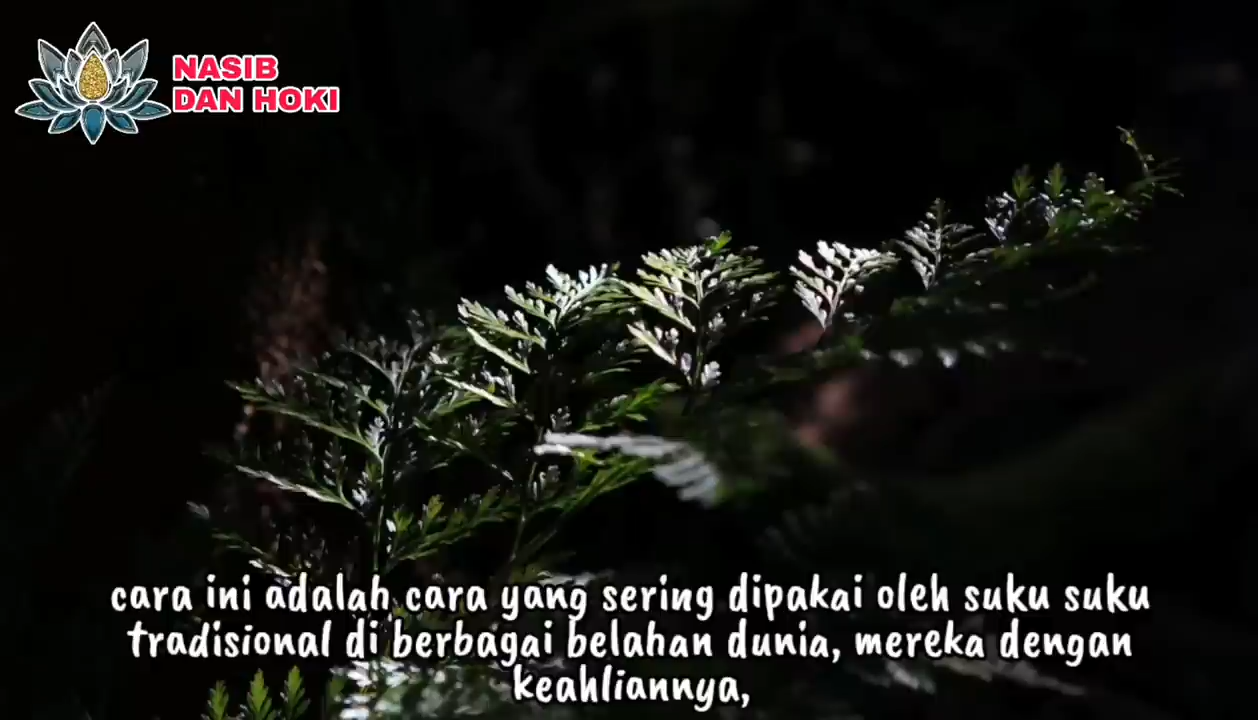 NASIB
DAN HOKI
cara ini adalah cara yang sering dipakai oleh suku suku
tradisional di berbagai belahan dunia, mereka dengan
keahliannya,